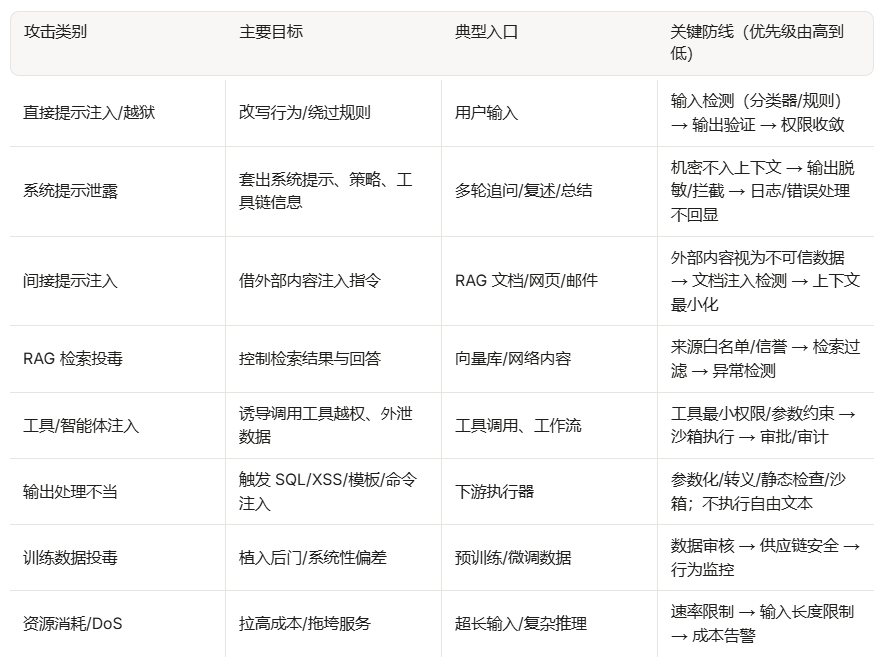 攻击类别
主要目标
典型入口
关键防线（优先级由高到
低）
直接提示注入/越狱
改写行为/绕过规则
用户输入
输入检测（分类器/规则）
→ 输出验证 → 权限收敛
系统提示泄露
套出系统提示、策略、工
具链信息
多轮追问/复述/总结
机密不入上下文 → 输出脱
敏/拦截 → 日志/错误处理
不回显
间接提示注入
借外部内容注入指令
RAG 文档/网页/邮件
外部内容视为不可信数据
→ 文档注入检测 → 上下文
最小化
RAG 检索投毒
控制检索结果与回答
向量库/网络内容
来源白名单/信誉 → 检索过
滤 → 异常检测
工具/智能体注入
诱导调用工具越权、外泄
数据
工具调用、工作流
工具最小权限/参数约束 →
沙箱执行 → 审批/审计
输出处理不当
触发 SQL/XSS/模板/命令
注入
下游执行器
参数化/转义/静态检查/沙
箱；不执行自由文本
训练数据投毒
植入后门/系统性偏差
预训练/微调数据
数据审核 → 供应链安全 →
行为监控
资源消耗/DoS
拉高成本/拖垮服务
超长输入/复杂推理
速率限制 → 输入长度限制
→ 成本告警